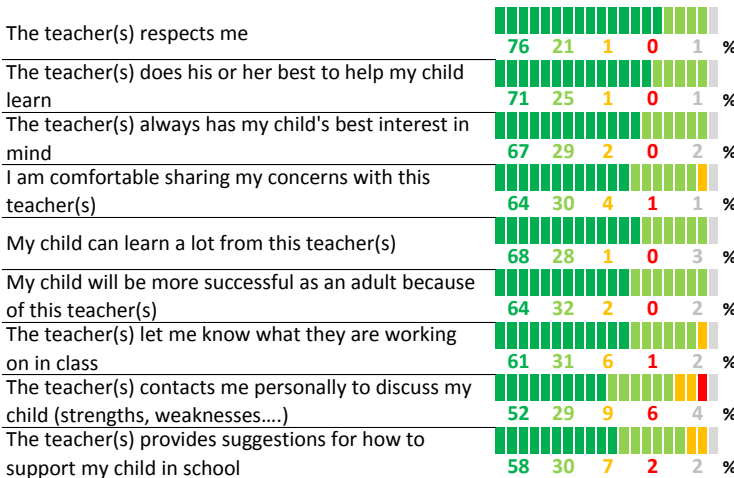 The teacher(s) respects me
76 21 1 0 1 %
The teacher(s) does his or her best to help my child
learn
71 25 1 0 1 %
The teacher(s) always has my child's best interest in
mind
67 29 2 0 2 %
I am comfortable sharing my concerns with this
teacher(s)
64 30 4 1 1 %
My child can learn a lot from this teacher(s)
68 28 1 0 3 %
My child will be more successful as an adult because
of this teacher(s)
64 32 2 0 2 %
The teacher(s) let me know what they are working
on in class
61 31 6 1 2 %
The teacher(s) contacts me personally to discuss my
child (strengths, weaknesses....)
52 29 9 6 4 %
The teacher(s) provides suggestions for how to
support my child in school
58 30 7 2 2 %